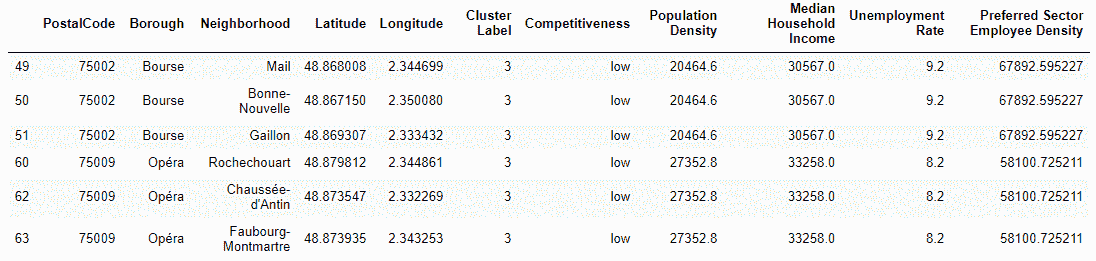 PostalCode Borough Neighborhood Latitude Longitude Cluster Label Competitiveness Population Density Median Household Income Unemployment Rate Preferred Sector Employee Density
49 75002 Bourse Mail 48.868008 2.344699 3 low 20464.6 30567.0 9.2 67892.595227
50 75002 Bourse Bonne-Nouvelle 48.867150 2.350080 3 low 20464.6 30567.0 9.2 67892.595227
51 75002 Bourse Gaillon 48.869307 2.333432 3 low 20464.6 30567.0 9.2 67892.595227
60 75009 Opéra Rochechouart 48.879812 2.344861 3 low 27352.8 33258.0 8.2 58100.725211
62 75009 Opéra Chaussée-d'Antin 48.873547 2.332269 3 low 27352.8 33258.0 8.2 58100.725211
63 75009 Opéra Faubourg-Montmartre 48.873935 2.343253 3 low 27352.8 33258.0 8.2 58100.725211